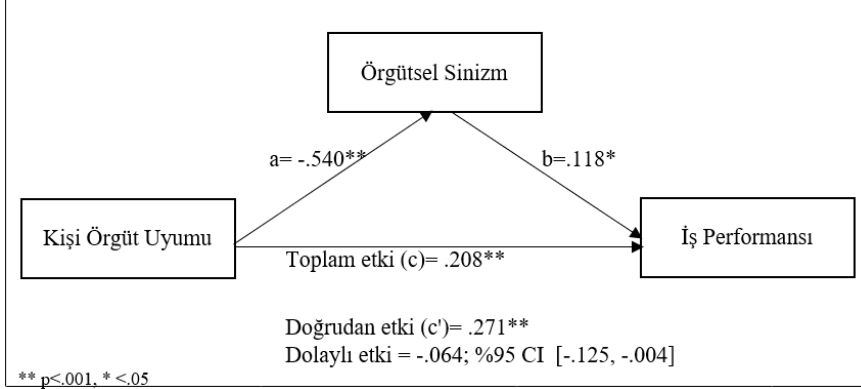 Örgütsel Sinizm
a= -.540**
b=.118*
Kişi Örgüt Uyumu
İş Performansı
Toplam etki (c)= .208**
Doğrudan etki (c')= .271**
Dolaylı etki = -.064; %95 CI [-.125, -.004]
** p<.001, * <.05